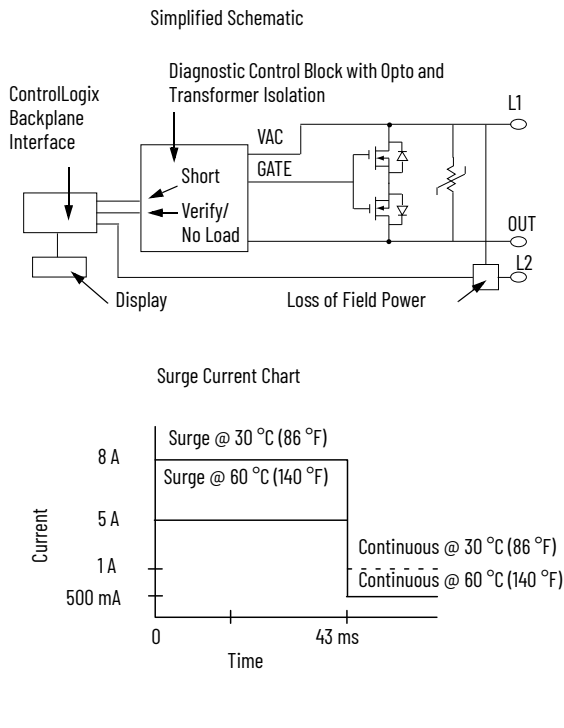 Simplified Schematic
Diagnostic Control Block with Opto and
Transformer Isolation
ControlLogix
Backplane
Interface
L1
VAC
GATE
Short
Verify/
No Load
OUT
L2
Display
Loss of Field Power
Surge Current Chart
Surge @ 30 °C (86 °F)
8 A
Surge @ 60 °C (140 °F)
5 A
Current
Continuous @ 30 °C (86 °F)
1 A
Continuous @ 60 °C (140 °F)
500 mA
0
43 ms
Time